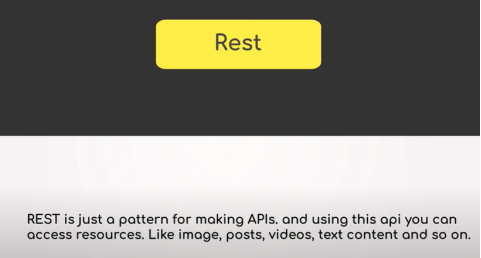 Rest
REST is just a pattern for making APIs. and using this api you can
access resources. Like image, posts, videos, text content and so on.